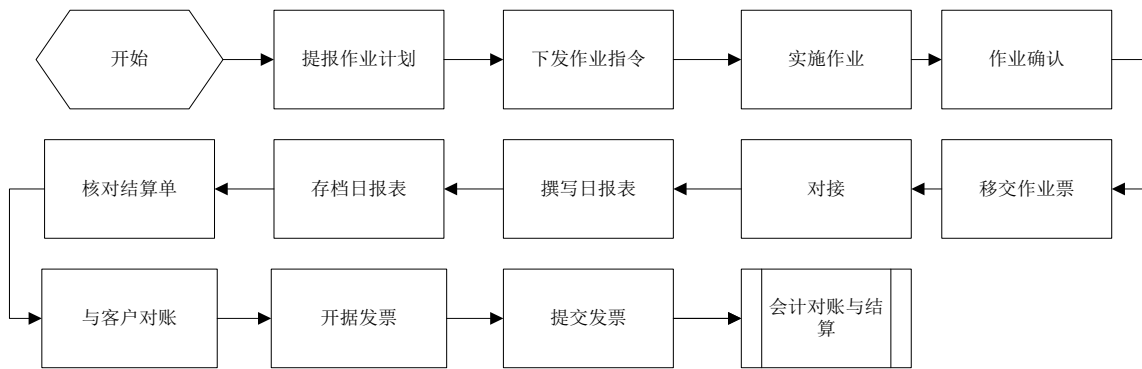 开始
提报作业计划
下发作业指令
实施作业
作业确认
移交作业票
对接
撰写日报表
存档日报表
核对结算单
与客户对账
开据发票
提交发票
会计对账与结
算